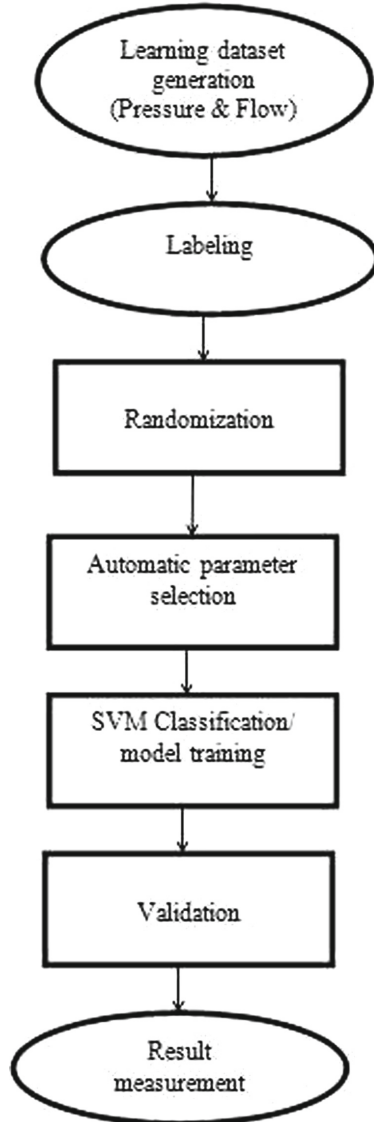 Learning dataset
generation
(Pressure & Flow)
Labeling
Randomization
Automatic parameter
selection
SVM Classification/
model training
Validation
Result
measurement